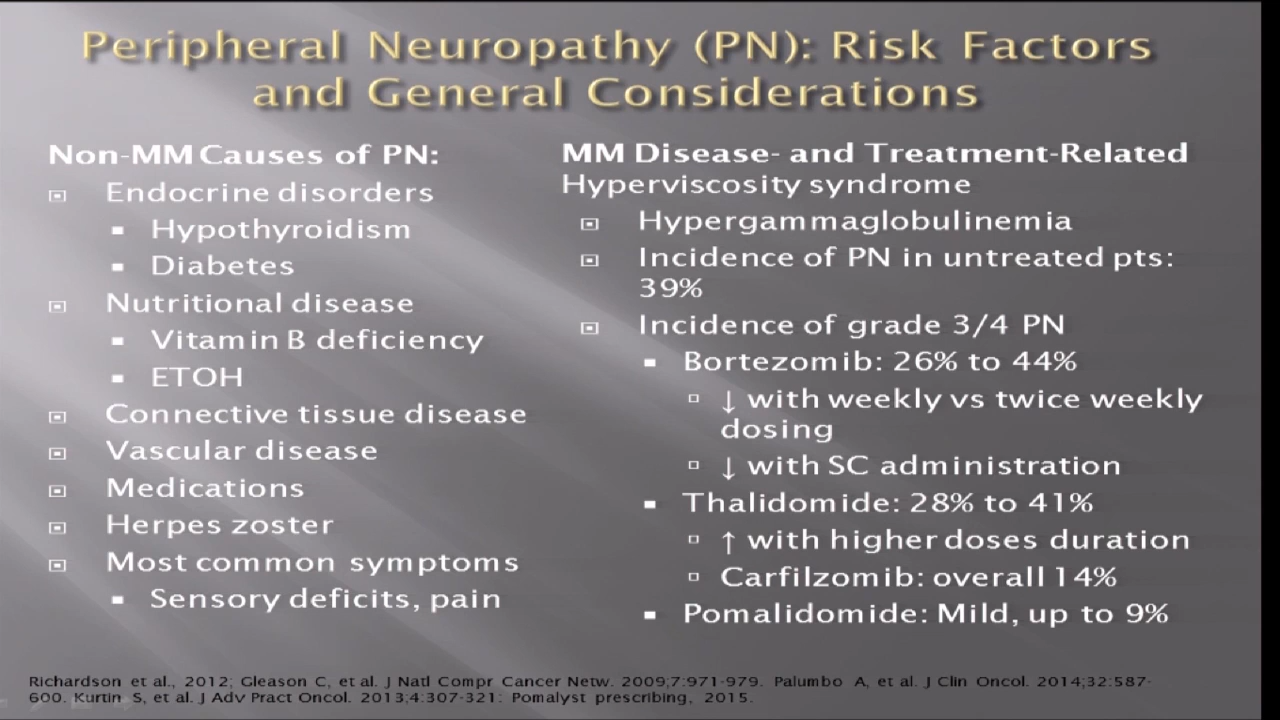 Peripheral Neuropathy (PN): Risk Factors
and General Considerations
Non-MM Causes of PN:
Endocrine disorders
Hypothyroidism
Diabetes
Nutritional disease
Vitamin B deficiency
ETOH
Connective tissue disease
Vascular disease
Medications
Herpes zoster
Most common symptoms
Sensory deficits, pain
MM Disease- and Treatment-Related
Hyperviscosity syndrome
Hypergammaglobulinemia
Incidence of PN in untreated pts:
39%
Incidence of grade 3/4 PN
Bortezomib: 26% to 44%
↓ with weekly vs twice weekly
dosing
↓ with SC administration
Thalidomide: 28% to 41%
↑ with higher doses duration
Carfilzomib: overall 14%
Pomalidomide: Mild, up to 9%
Richardson et al., 2012; Gleason C, et al. J Natl Compr Cancer Netw. 2009;7:971-979. Palumbo A, et al. J Clin Oncol. 2014;32:587-
600. Kurtin S, et al. J Adv Pract Oncol. 2013;4:307-321: Pomalyst prescribing, 2015.